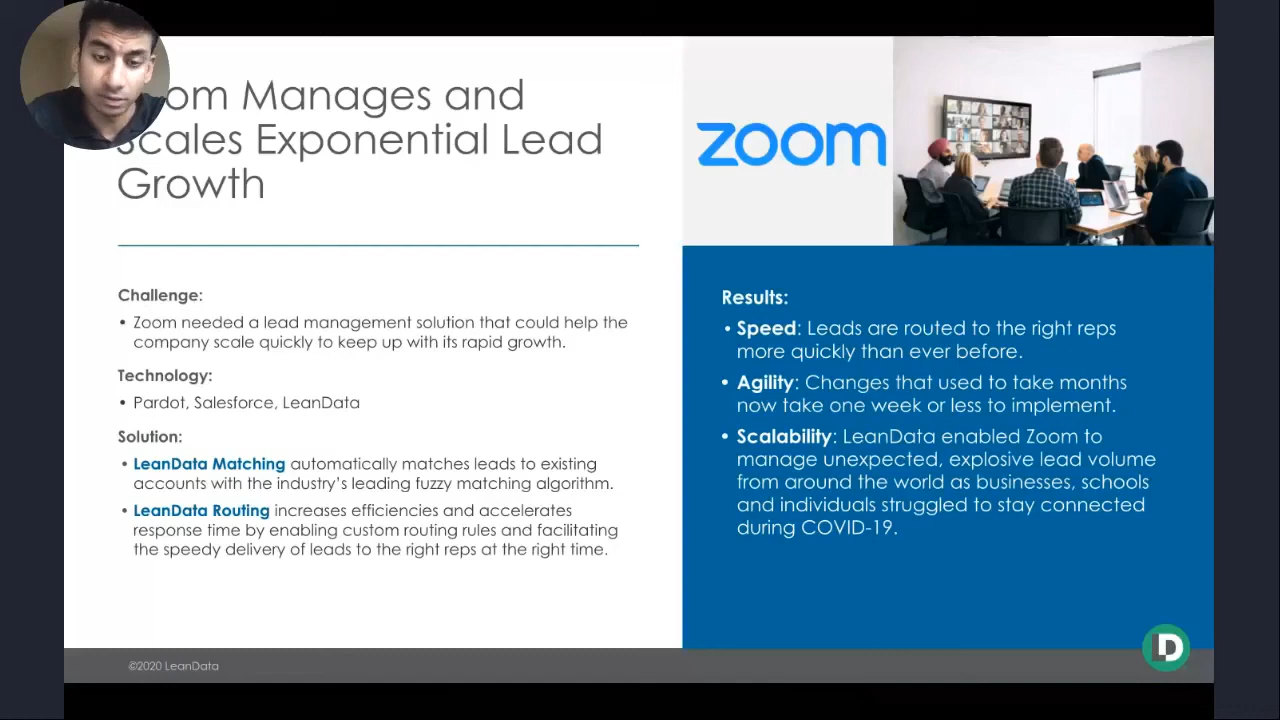 om Manages and
cales Exponential Lead
Growth
zoom
Challenge:
• Zoom needed a lead management solution that could help the
company scale quickly to keep up with its rapid growth.
Technology:
• Pardot, Salesforce, LeanData
Solution:
• LeanData Matching automatically matches leads to existing
accounts with the industry's leading fuzzy matching algorithm.
• LeanData Routing increases efficiencies and accelerates
response time by enabling custom routing rules and facilitating
the speedy delivery of leads to the right reps at the right time.
Results:
• Speed: Leads are routed to the right reps
more quickly than ever before.
• Agility: Changes that used to take months
now take one week or less to implement.
• Scalability: LeanData enabled Zoom to
manage unexpected, explosive lead volume
from around the world as businesses, schools
and individuals struggled to stay connected
during COVID-19.
©2020 LeanData
LD